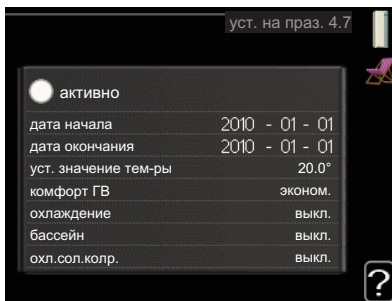 уст. на праз. 4.7
активно
дата начала 2010 - 01 - 01
дата окончания 2010 - 01 - 01
уст. значение тем-ры 20.0°
комфорт ГВ эконом.
охлаждение выкл.
бассейн выкл.
охл.сол.колр. выкл.
?